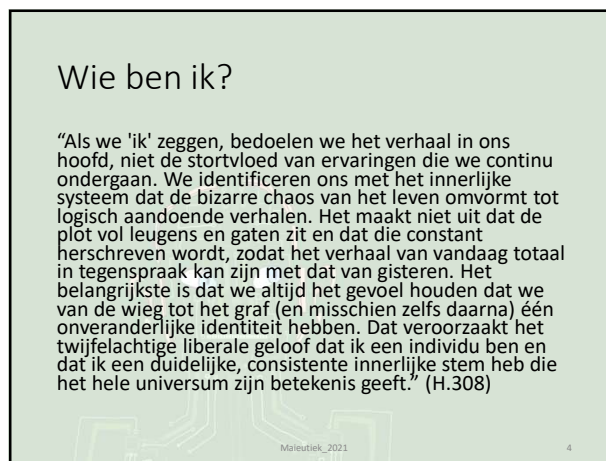 Wie ben ik?
“Als we 'ik' zeggen, bedoelen we het verhaal in ons
hoofd, niet de stortvloed van ervaringen die we continu
ondergaan. We identificeren ons met het innerlijke
systeem dat de bizarre chaos van het leven omvormt tot
logisch aandoende verhalen. Het maakt niet uit dat de
plot vol leugens en gaten zit en dat die constant
herschreven wordt, zodat het verhaal van vandaag totaal
in tegenspraak kan zijn met dat van gisteren. Het
belangrijkste is dat we altijd het gevoel houden dat we
van de wieg tot het graf (en misschien zelfs daarna) één
onveranderlijke identiteit hebben. Dat veroorzaakt het
twijfelachtige liberale geloof dat ik een individu ben en
dat ik een duidelijke, consistente innerlijke stem heb die
het hele universum zijn betekenis geeft.” (H.308)
Maleutiek_2021
4